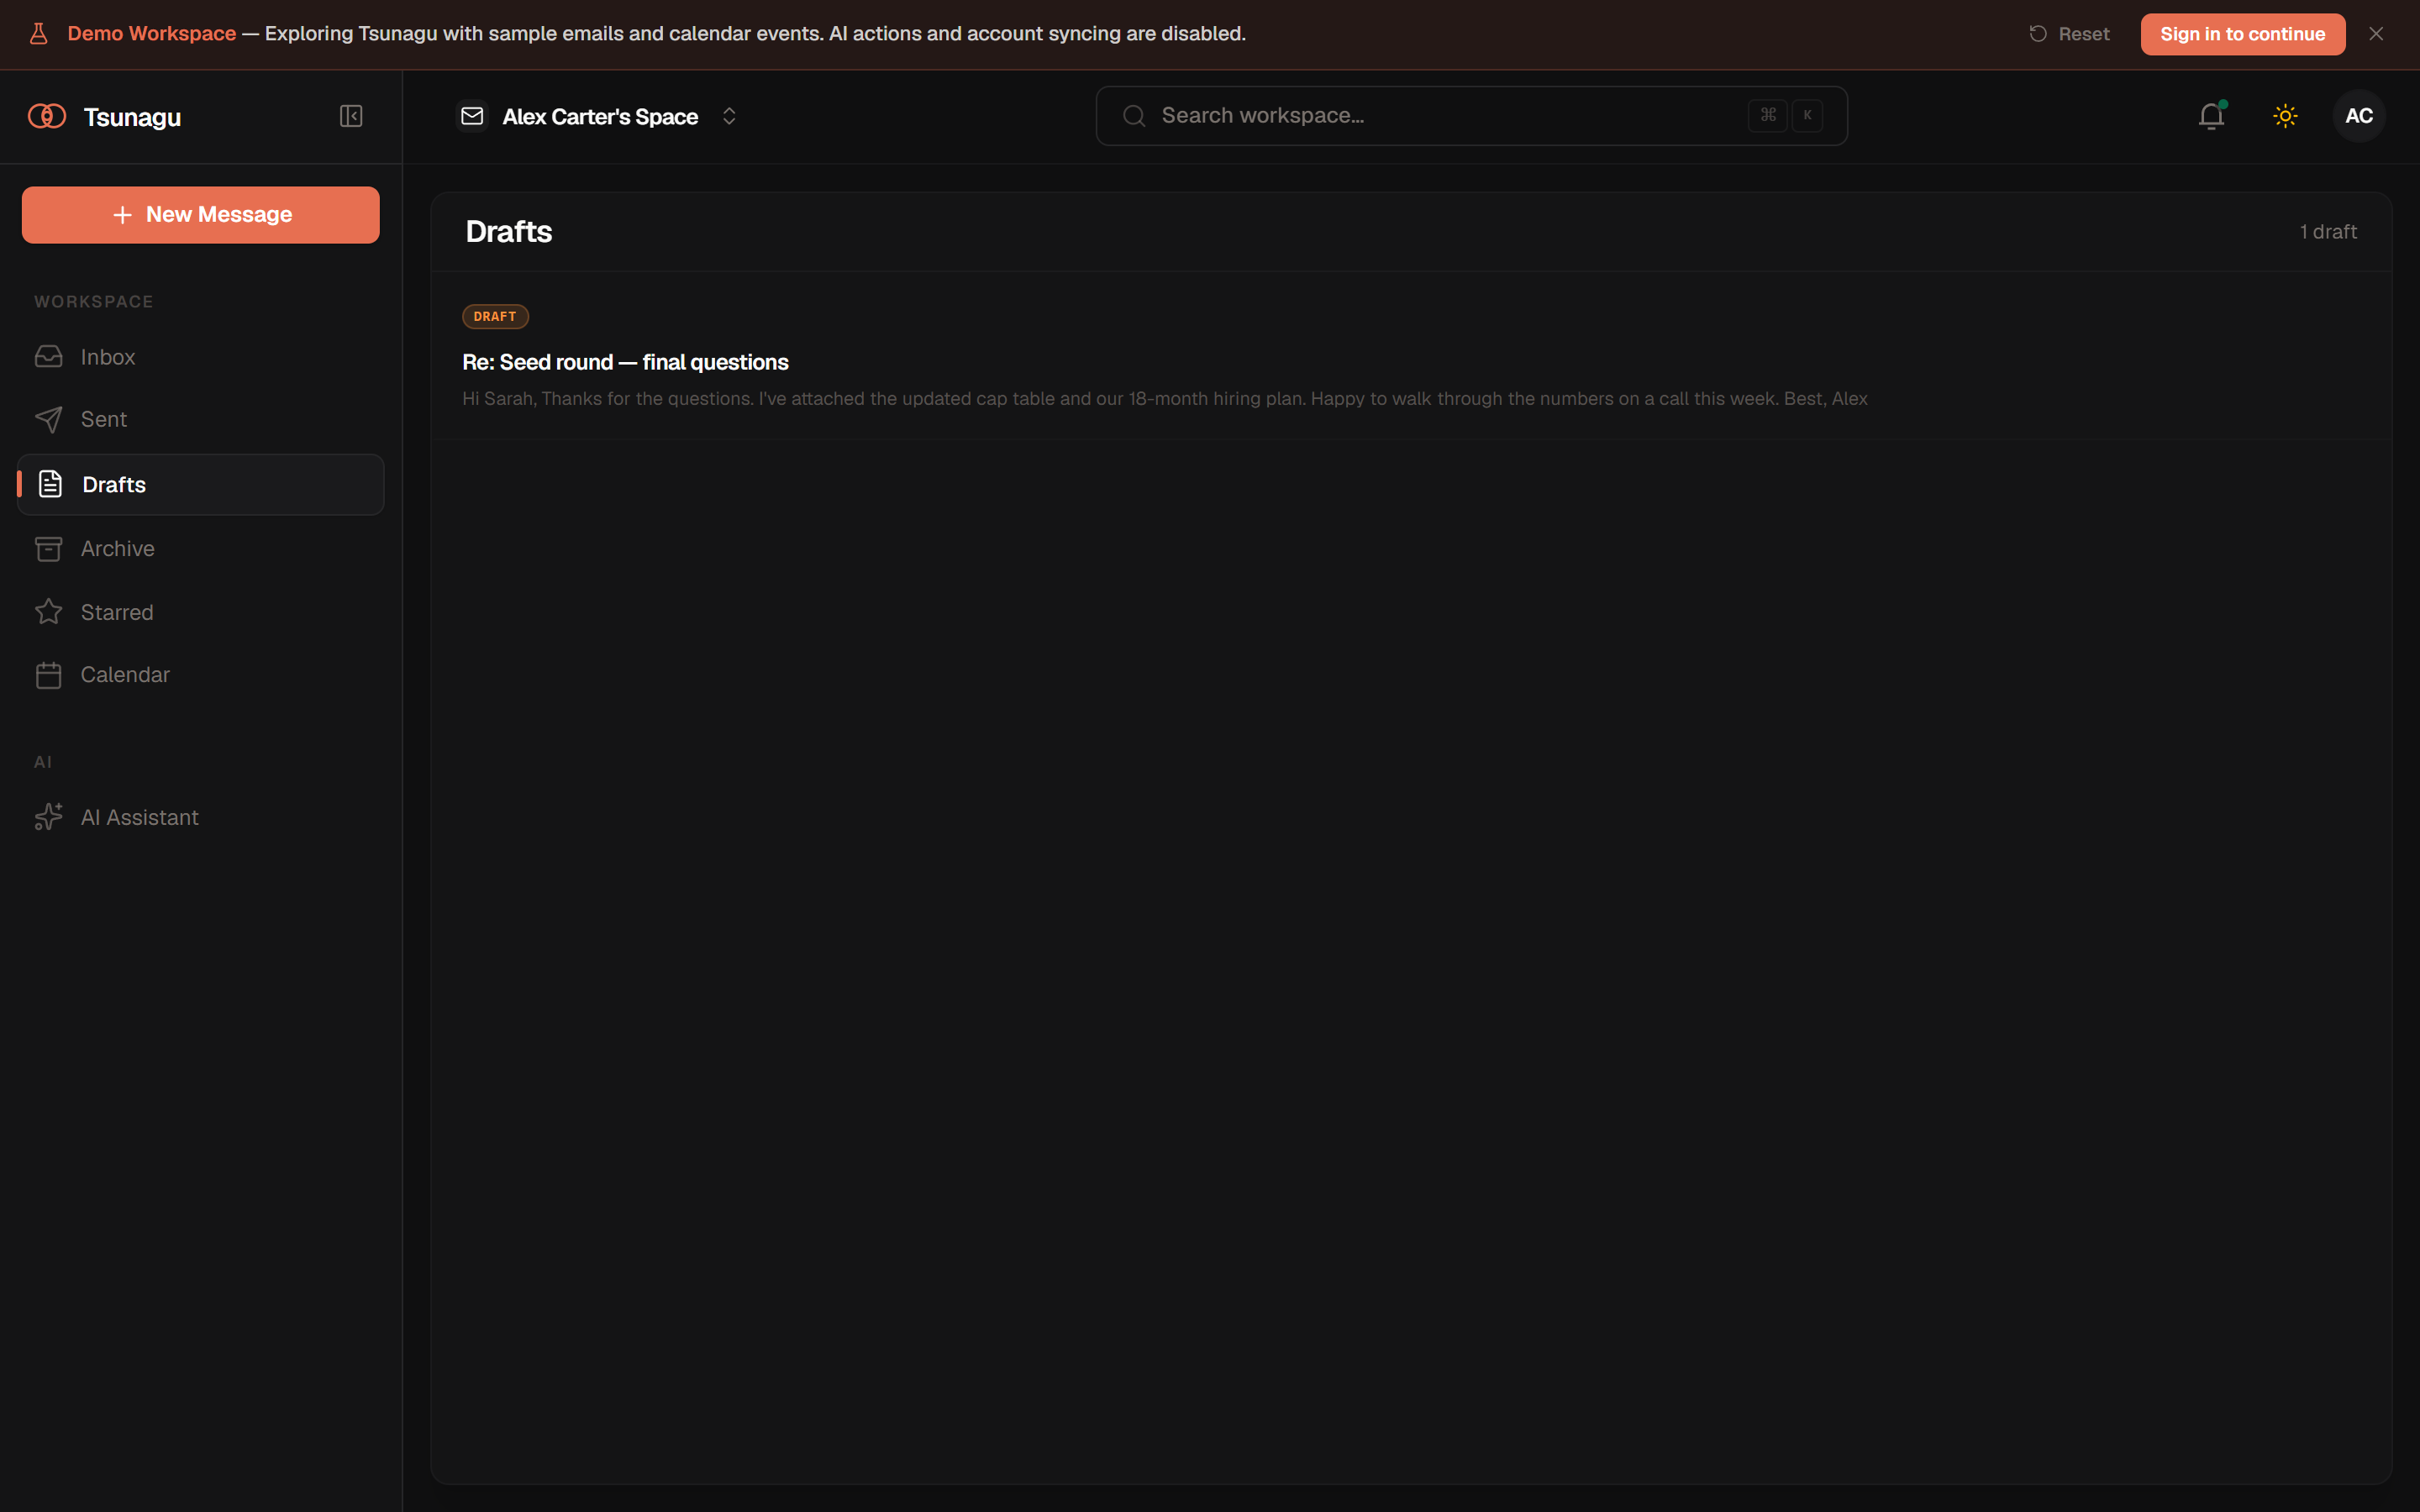 Demo Workspace — Exploring Tsunagu with sample emails and calendar events. AI actions and account syncing are disabled.
Reset
Sign in to continue
Tsunagu
Alex Carter's Space
Search workspace...
⌘ K
AC
New Message
WORKSPACE
Inbox
Sent
Drafts
Archive
Starred
Calendar
AI
AI Assistant
Drafts
1 draft
DRAFT
Re: Seed round — final questions
Hi Sarah, Thanks for the questions. I've attached the updated cap table and our 18-month hiring plan. Happy to walk through the numbers on a call this week. Best, Alex